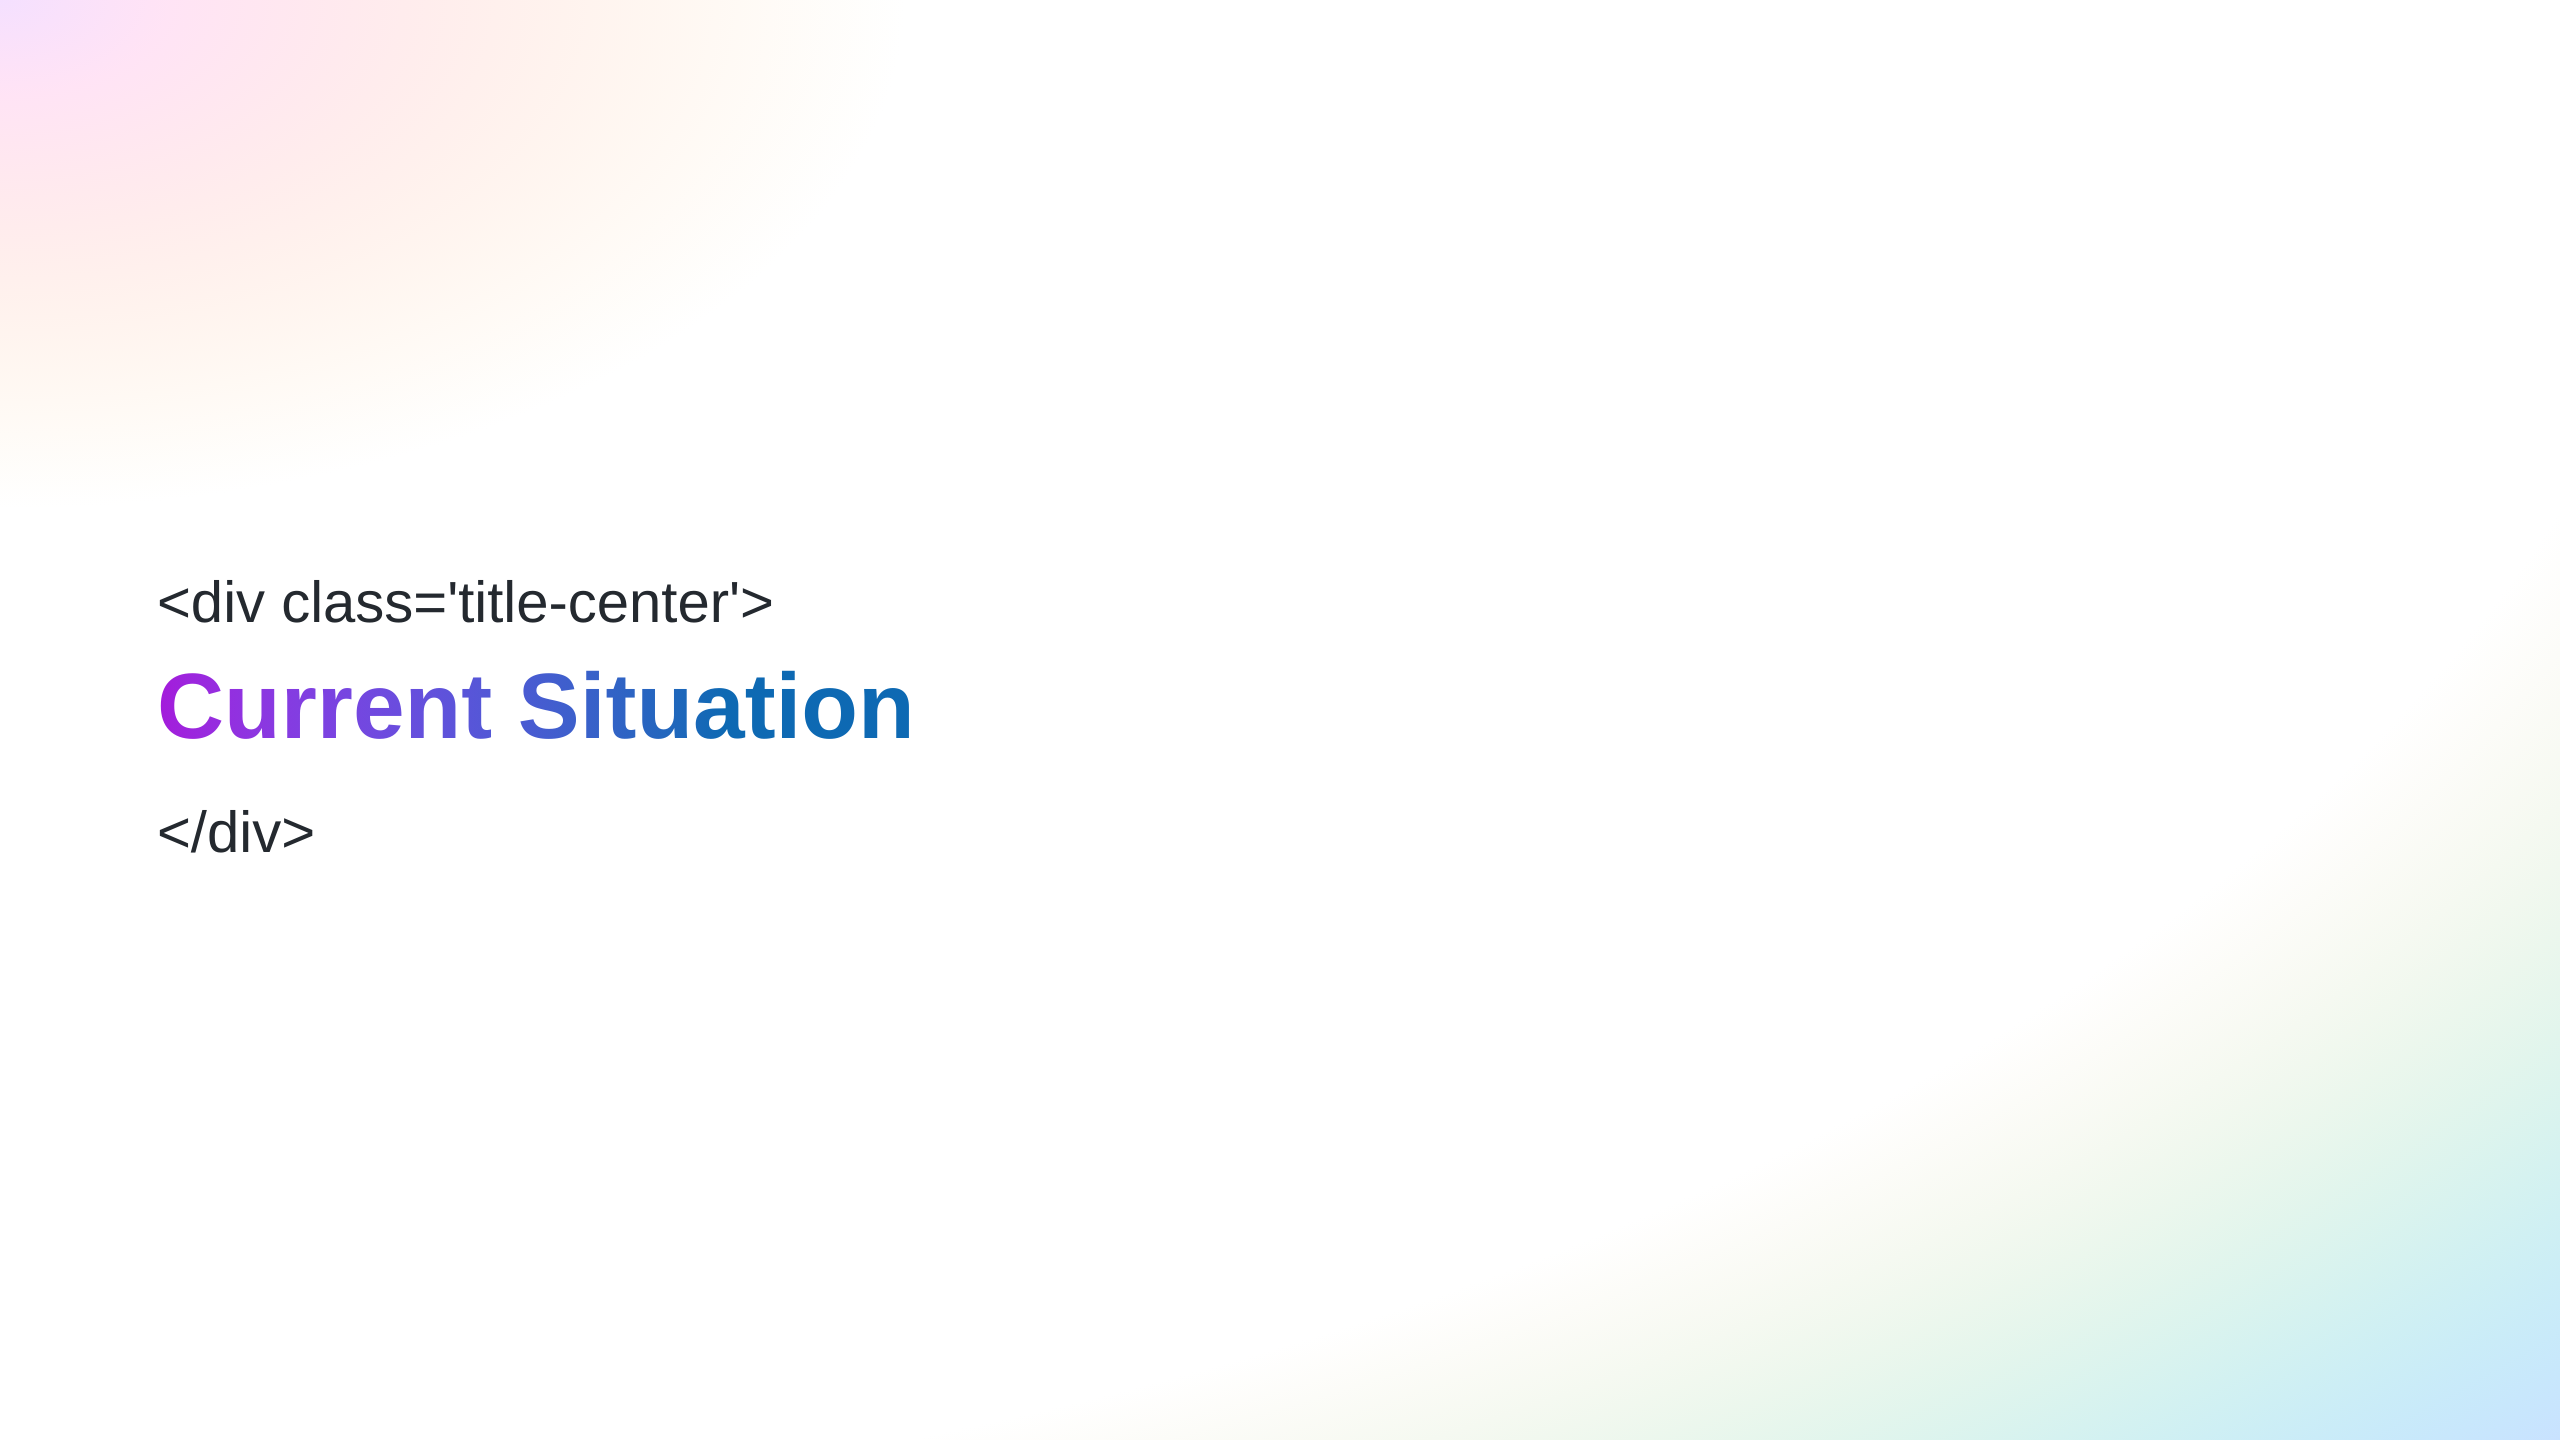 <div class='title-center'>
Current Situation
</div>